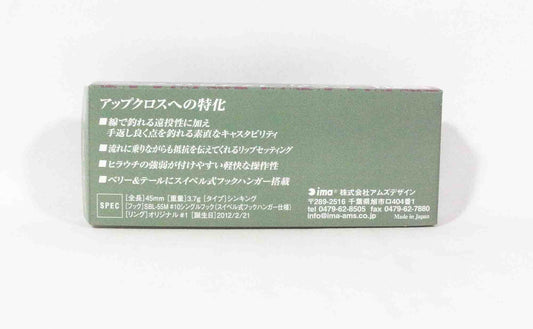 アップクロスへの特化
■線で釣れる遠投性に加え
手返し良く点を釣れる素直なキャスタビリティ
■流れに乗りながらも抵抗を伝えてくれるリップセッティング
■ヒラウチの強弱が付けやすい軽快な操作性
■ベリー&テールにスイベル式フックハンガー搭載
SPEC
[全長]45mm [重量]3.7g [タイプ]シンキング
[フック]SBL-55M #10シングルフック(スイベル式フックハンガー仕様)
[リング]オリジナル#1 [誕生日]2012/2/21
ima® 株式会社アムズデザイン
〒289-2516 千葉県旭市ロ404番1
tel 0479-62-8505 fax 0479-62-7880
info@ima-ams.co.jp Made in Japan